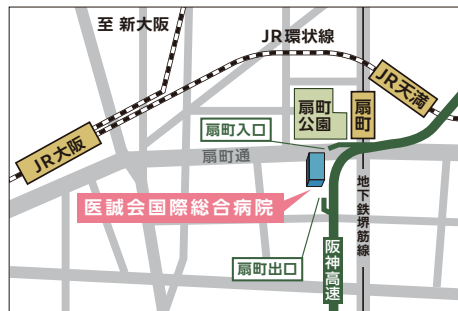 至 新大阪
JR環状線
JR天満
扇町
公園
扇町
扇町入口
JR大阪
扇町通
医誠会国際総合病院
地下鉄堺筋線
扇町出口
阪神高速